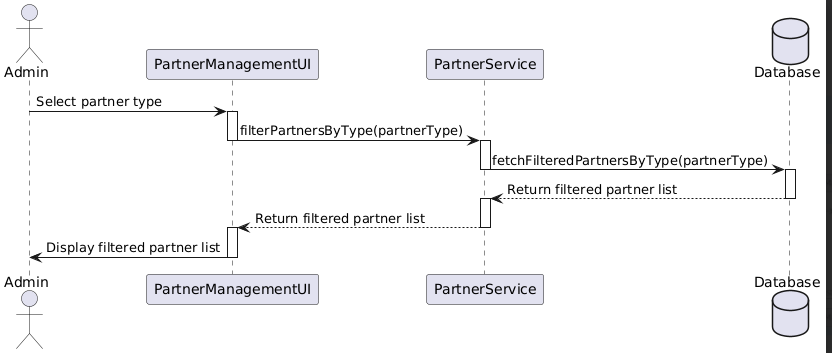 Admin
PartnerManagementUI
PartnerService
Database
Select partner type
filterPartnersByType(partnerType)
fetchFilteredPartnersByType(partnerType)
Return filtered partner list
Return filtered partner list
Display filtered partner list
Admin
PartnerManagementUI
PartnerService
Database